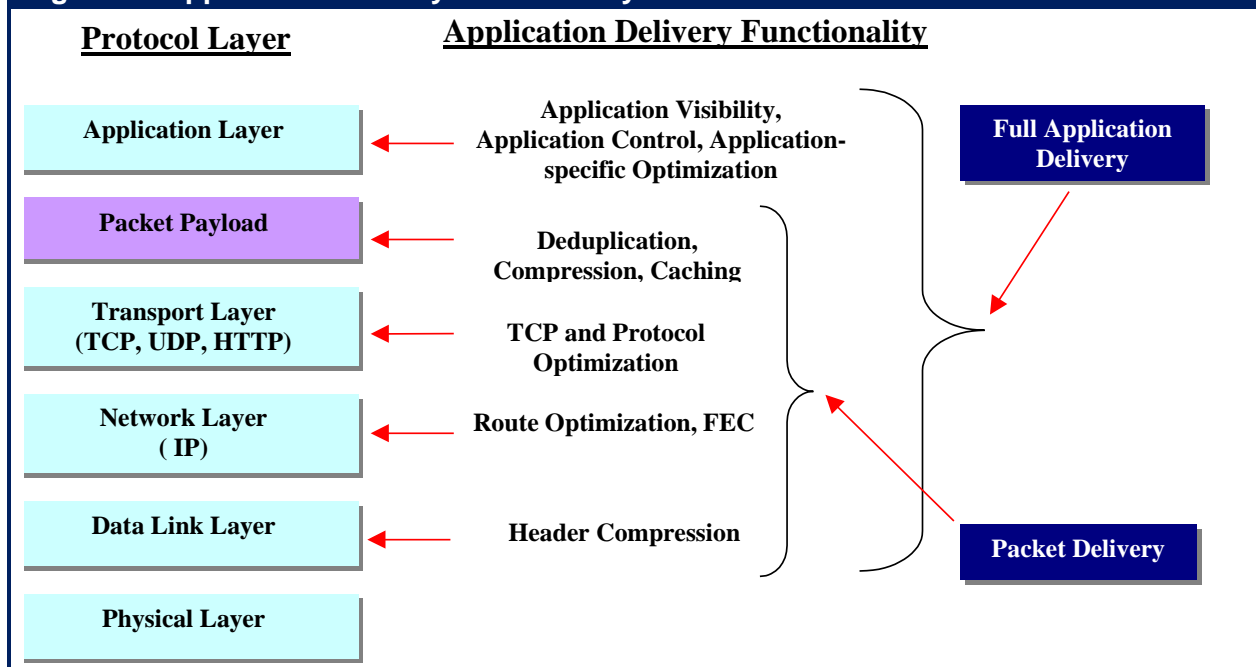 Protocol Layer
Application Delivery Functionality
Application Layer
Application Visibility,
Application Control, Application-
specific Optimization
Full Application
Delivery
Packet Payload
Deduplication,
Compression, Caching
Transport Layer
(TCP, UDP, HTTP)
TCP and Protocol
Optimization
Network Layer
( IP)
Route Optimization, FEC
Data Link Layer
Header Compression
Packet Delivery
Physical Layer